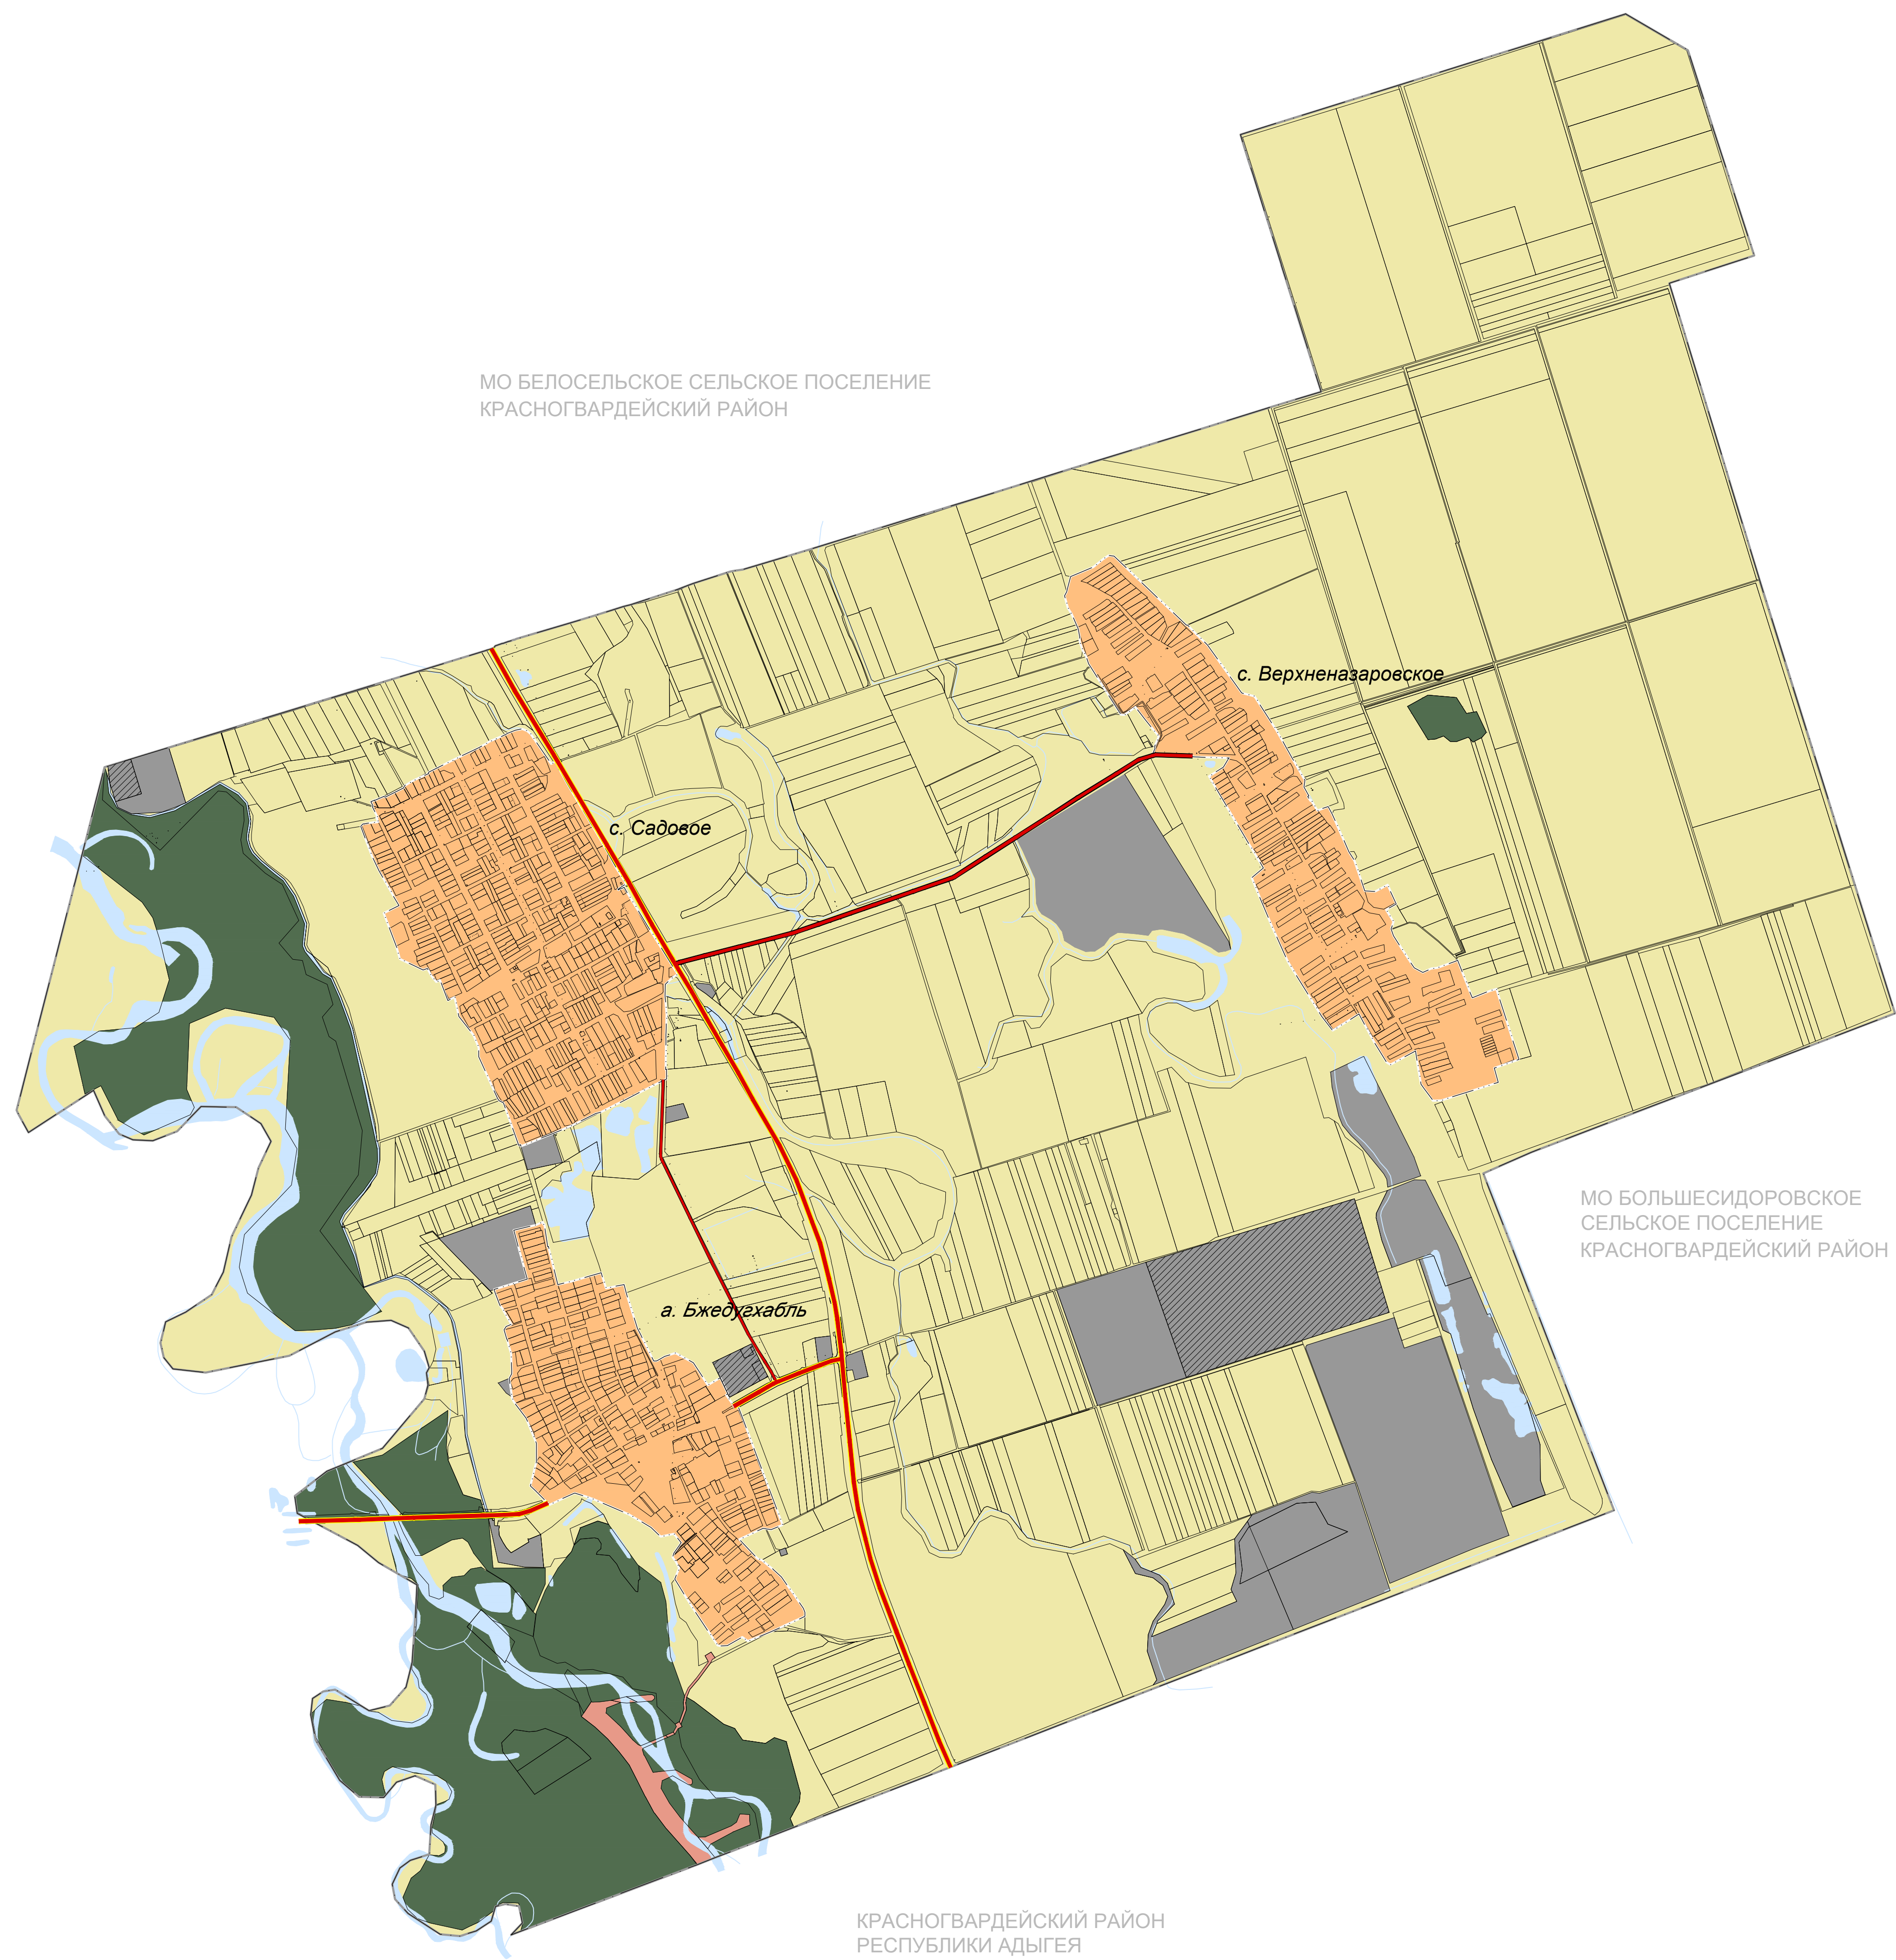 МО БЕЛОСЕЛЬСКОЕ СЕЛЬСКОЕ ПОСЕЛЕНИЕ
КРАСНОГВАРДЕЙСКИЙ РАЙОН
с. Верхненазаровское
с. Садовое
МО БОЛЬШЕСИДОРОВСКОЕ
СЕЛЬСКОЕ ПОСЕЛЕНИЕ
КРАСНОГВАРДЕЙСКИЙ РАЙОН
а. Бжедугхабль
КРАСНОГВАРДЕЙСКИЙ РАЙОН
РЕСПУБЛИКИ АДЫГЕЯ